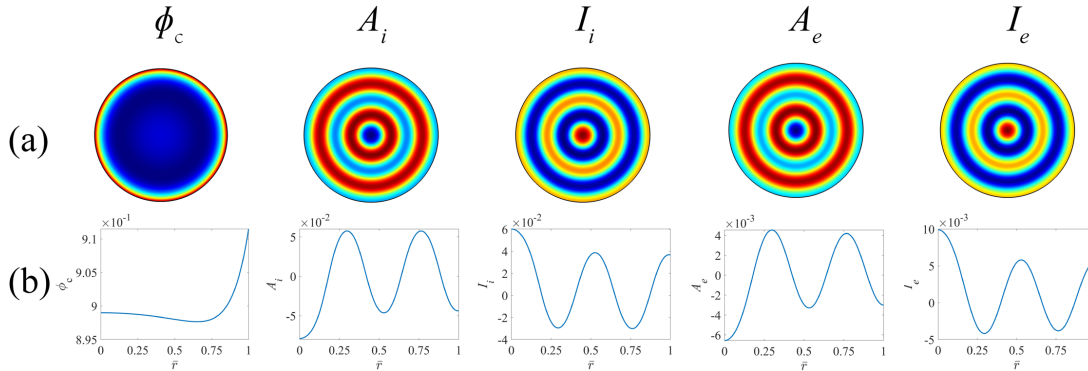 ϕ_c A_i I_i A_e I_e
(a)
(b)
×10⁻¹ ×10⁻² ×10⁻² ×10⁻³ ×10⁻³
ϕ_c 9.1 9.05 9 8.95
0 0.25 0.5 0.75 1
r̄
A_i 5 0 -5
0 0.25 0.5 0.75 1
r̄
I_i 6 4 2 0 -2 -4
0 0.25 0.5 0.75 1
r̄
A_e 4 2 0 -2 -4 -6
0 0.25 0.5 0.75 1
r̄
I_e 10 5 0 -5
0 0.25 0.5 0.75 1
r̄